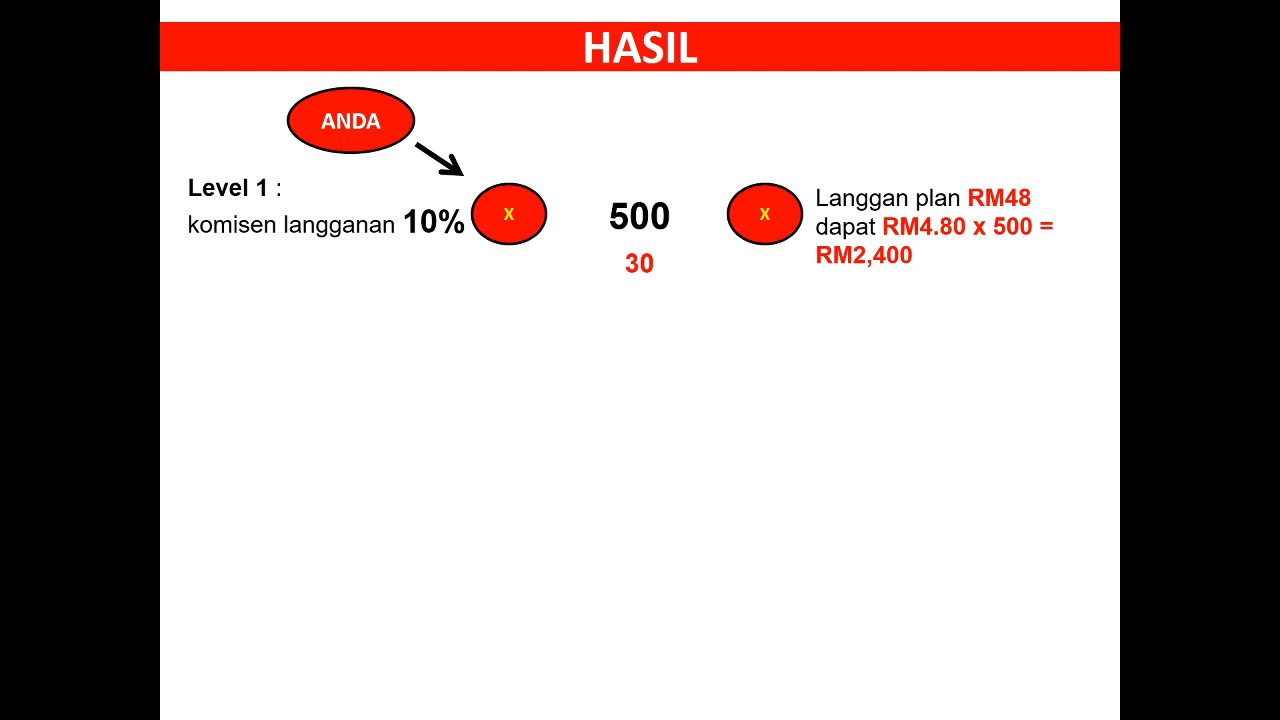 HASIL
ANDA
Level 1 :
komisen langganan 10%
X
500
30
X
Langgan plan RM48
dapat RM4.80 x 500 =
RM2,400